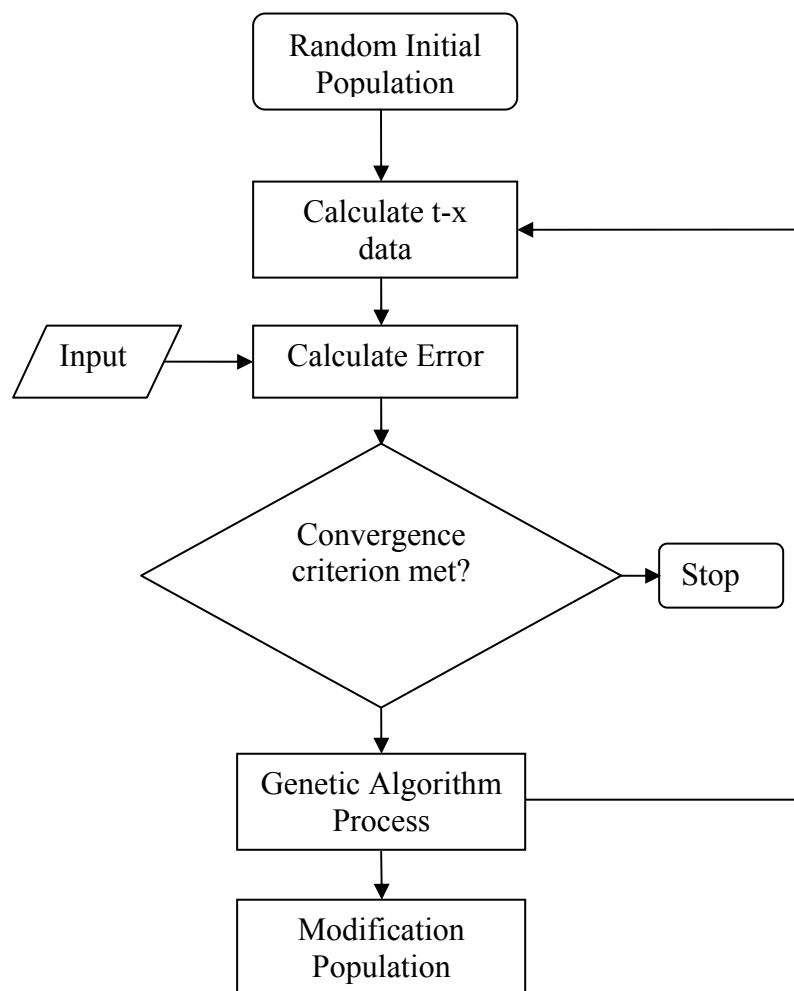 Random Initial
Population
Calculate t-x
data
Input
Calculate Error
Convergence
criterion met?
Stop
Genetic Algorithm
Process
Modification
Population